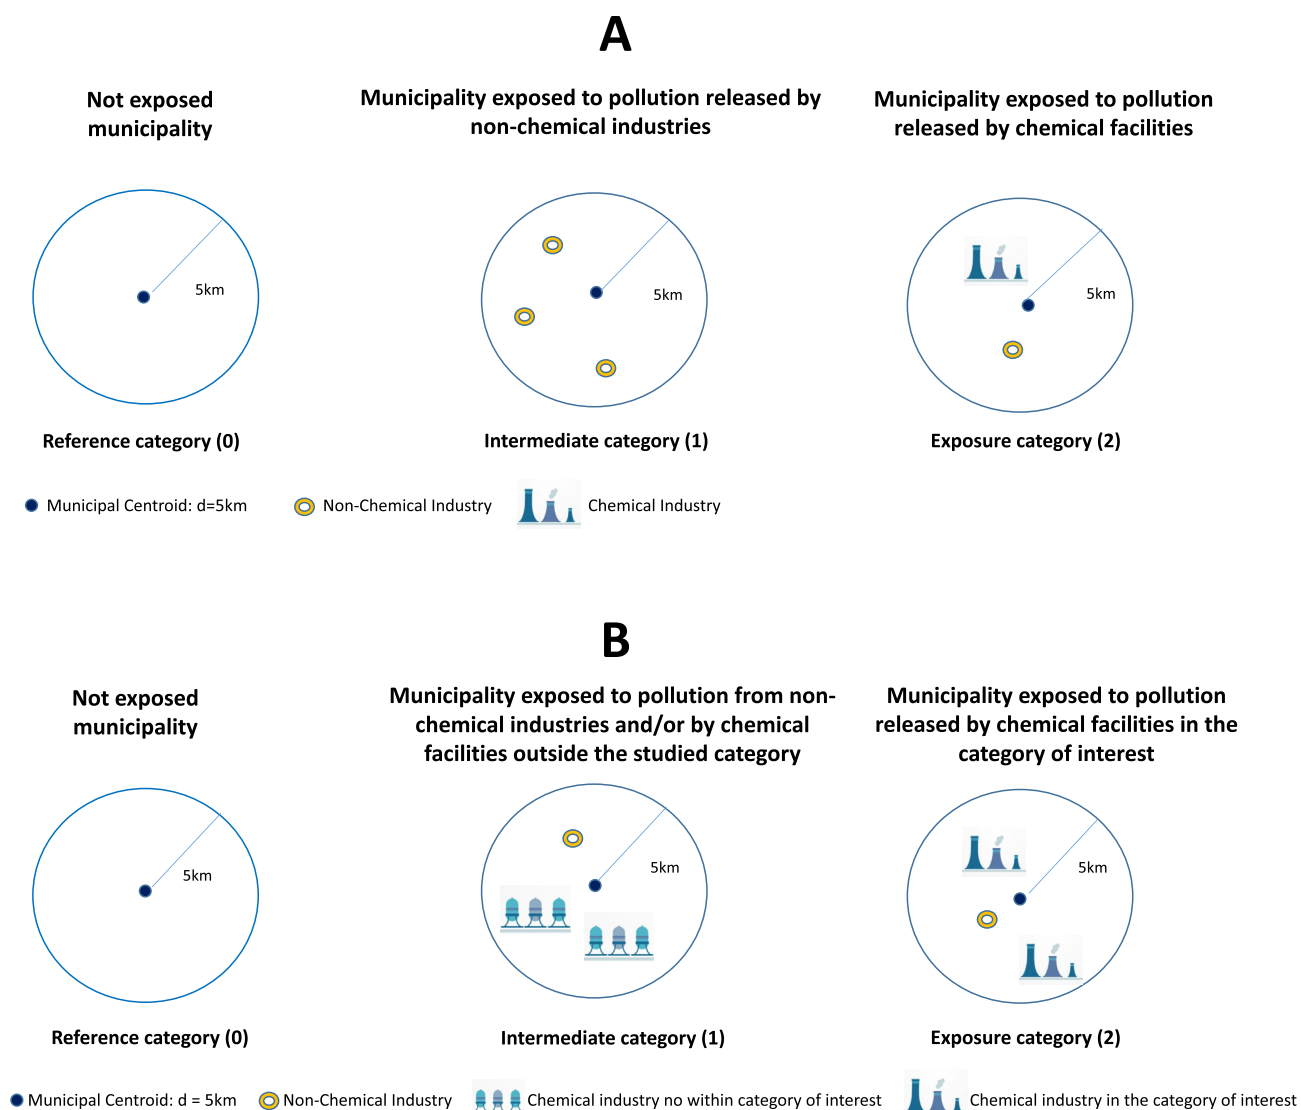 A
Not exposed
municipality
Municipality exposed to pollution released by
non-chemical industries
Municipality exposed to pollution
released by chemical facilities
5km
5km
5km
Reference category (0)
Intermediate category (1)
Exposure category (2)
Municipal Centroid: d=5km
Non-Chemical Industry
Chemical Industry
B
Not exposed
municipality
Municipality exposed to pollution from non-
chemical industries and/or by chemical
facilities outside the studied category
Municipality exposed to pollution
released by chemical facilities in the
category of interest
5km
5km
5km
Reference category (0)
Intermediate category (1)
Exposure category (2)
Municipal Centroid: d = 5km
Non-Chemical Industry
Chemical industry no within category of interest
Chemical industry in the category of interest